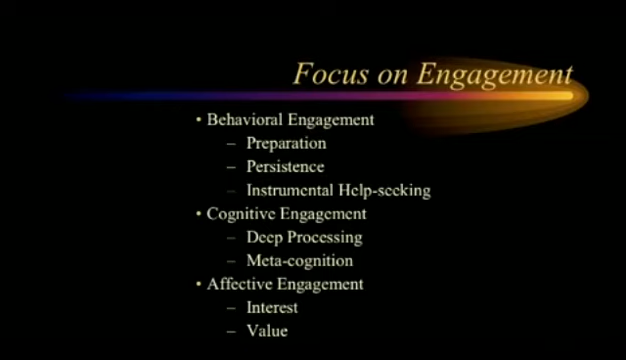 Focus on Engagement
• Behavioral Engagement
– Preparation
– Persistence
– Instrumental Help-seeking
• Cognitive Engagement
– Deep Processing
– Meta-cognition
• Affective Engagement
– Interest
– Value